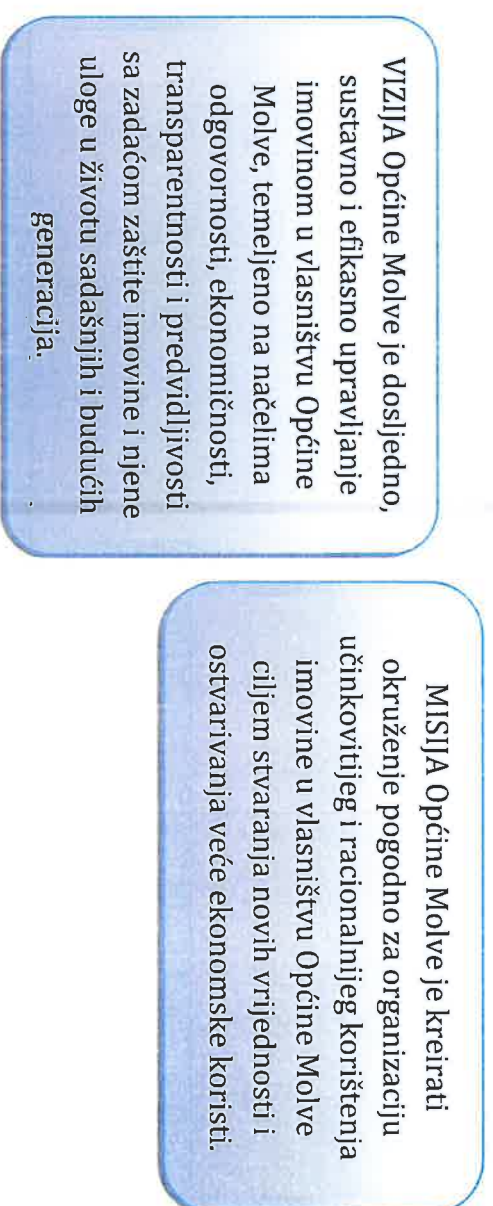 VIZIJA Općine Molve je dosljedno,
sustavno i efikasno upravljanje
imovinom u vlasništvu Općine
Molve, temeljeno na načelima
odgovornosti, ekonomičnosti,
transparentnosti i predvidljivosti
sa zadaćom zaštite imovine i njene
uloge u životu sadašnjih i budućih
generacija.
MISIJA Općine Molve je kreirati
okruženje pogodno za organizaciju
učinkovitijeg i racionalnijeg korištenja
imovine u vlasništvu Općine Molve
ciljem stvaranja novih vrijednosti i
ostvarivanja veće ekonomske koristi.